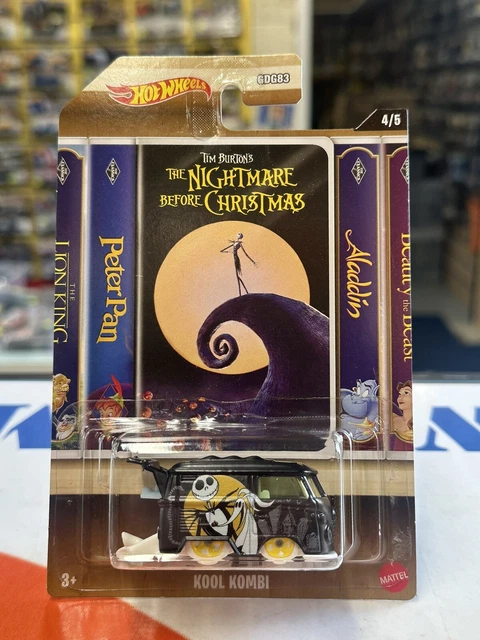 HOT WHEELS
GDG83
4/5
TIM BURTON'S
THE NIGHTMARE
BEFORE CHRISTMAS
THE
LION KING
Peter Pan
Aladdin
Beauty the Beast
3+
KOOL KOMBI
MATTEL